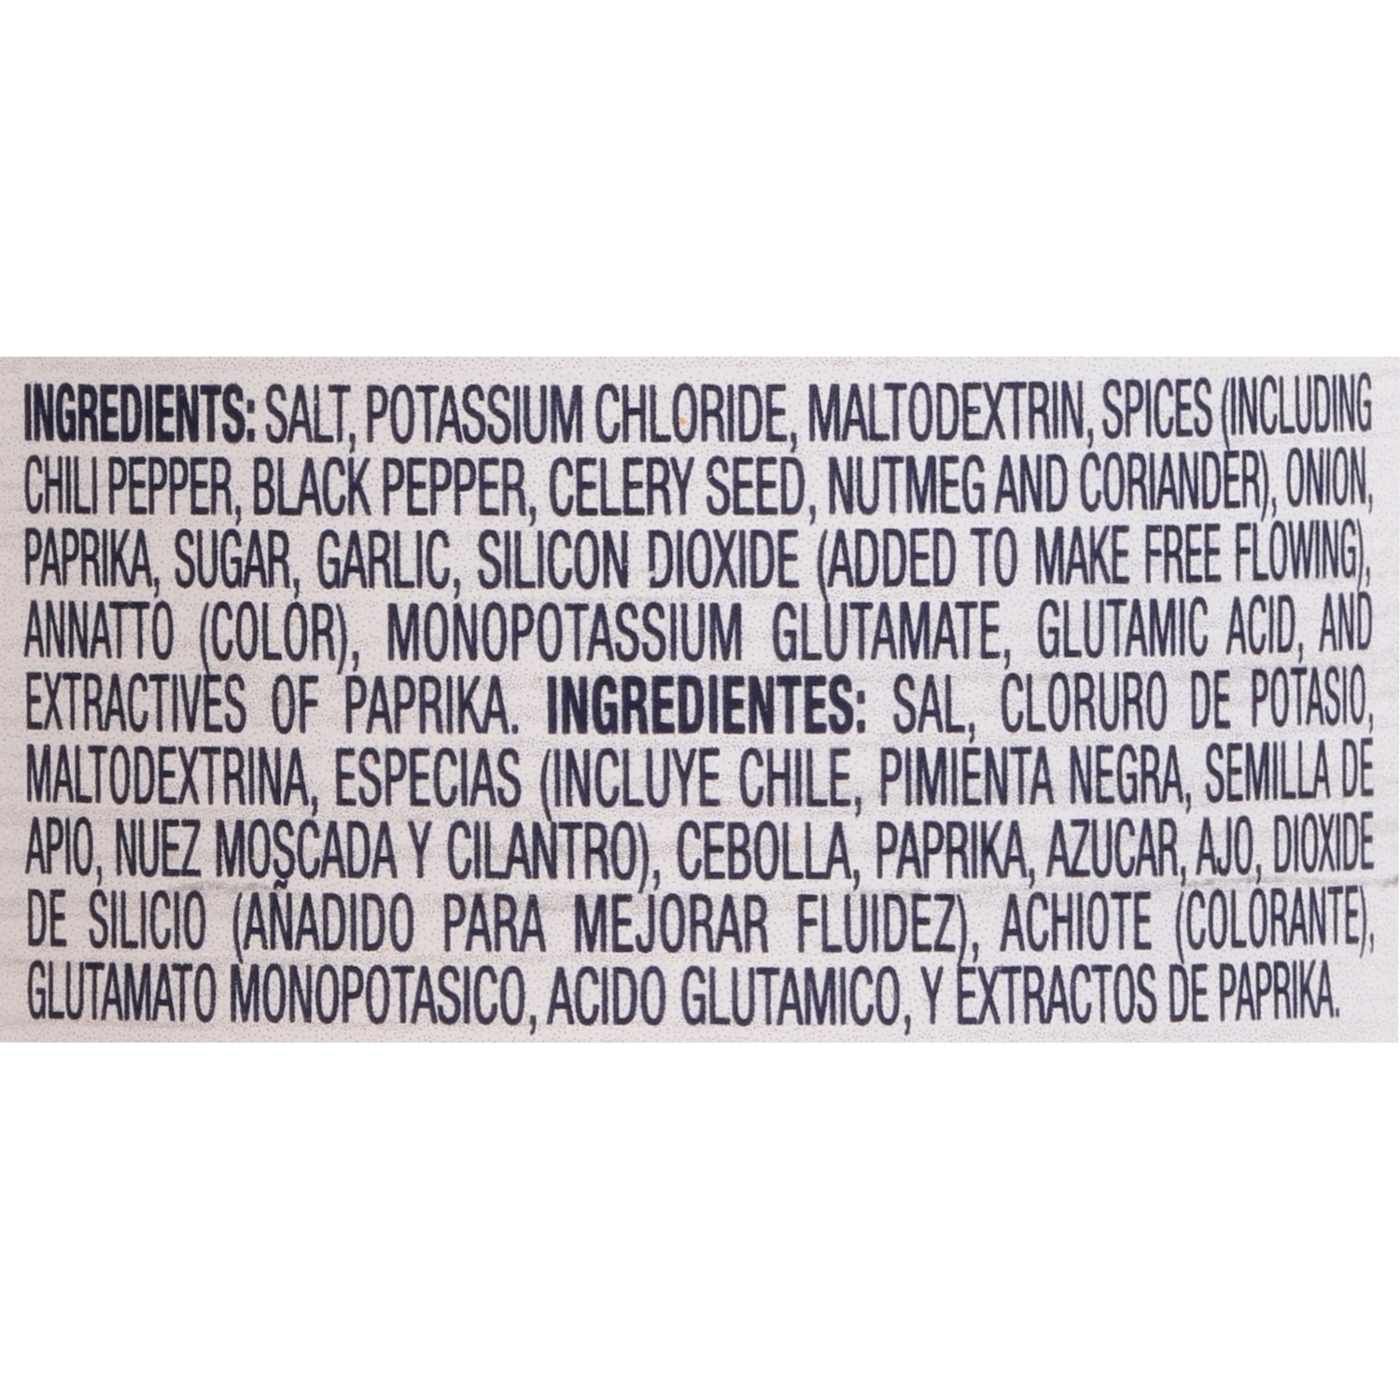 INGREDIENTS: SALT, POTASSIUM CHLORIDE, MALTODEXTRIN, SPICES (INCLUDING
CHILI PEPPER, BLACK PEPPER, CELERY SEED, NUTMEG AND CORIANDER), ONION,
PAPRIKA, SUGAR, GARLIC, SILICON DIOXIDE (ADDED TO MAKE FREE FLOWING),
ANNATTO (COLOR), MONOPOTASSIUM GLUTAMATE, GLUTAMIC ACID, AND
EXTRACTIVES OF PAPRIKA. INGREDIENTES: SAL, CLORURO DE POTASIO,
MALTODEXTRINA, ESPECIAS (INCLUYE CHILE, PIMIENTA NEGRA, SEMILLA DE
APIO, NUEZ MOSCADA Y CILANTRO), CEBOLLA, PAPRIKA, AZUCAR, AJO, DIOXIDE
DE SILICIO (AÑADIDO PARA MEJORAR FLUIDEZ), ACHIOTE (COLORANTE),
GLUTAMATO MONOPOTASICO, ACIDO GLUTAMICO, Y EXTRACTOS DE PAPRIKA.